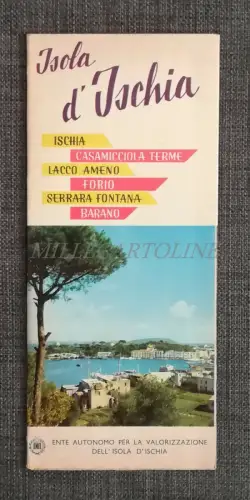 Isola
d'Ischia
ISCHIA
CASAMICCIOLA TERME
LACCO AMENO
FORIO
SERRARA FONTANA
BARANO
MILLECARTOLINE
ENTE AUTONOMO PER LA VALORIZZAZIONE
DELL'ISOLA D'ISCHIA